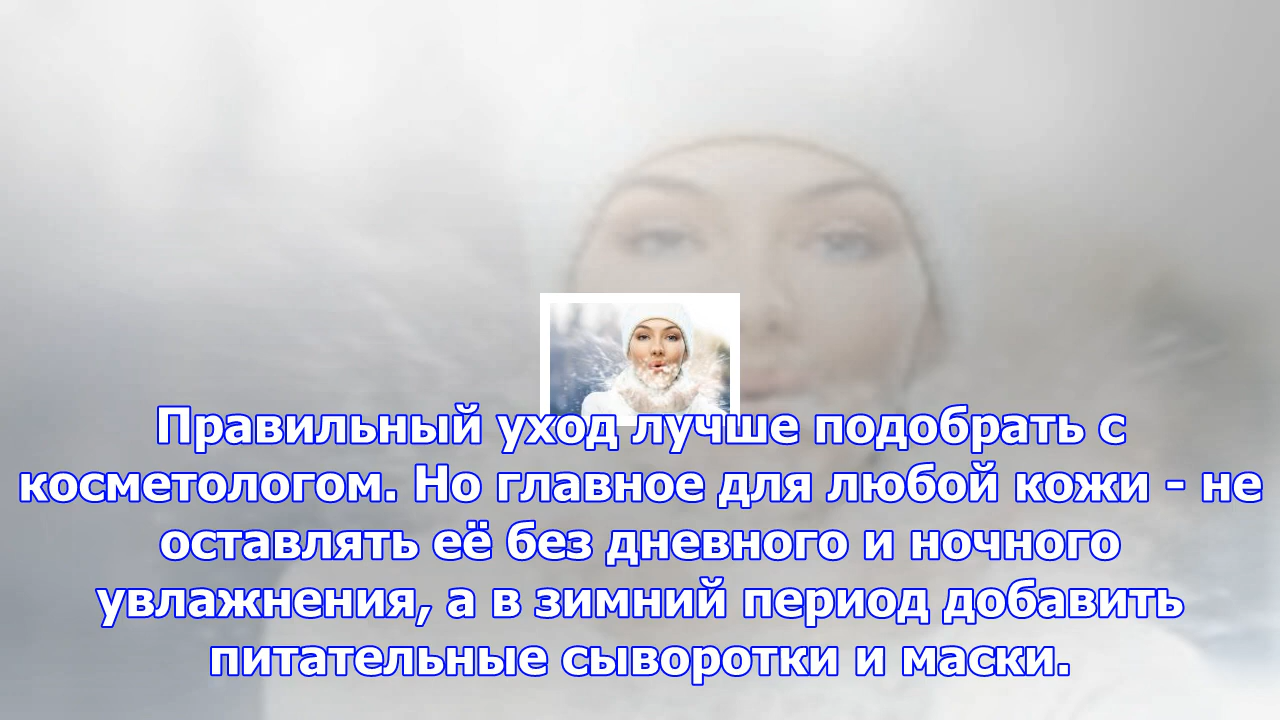 Правильный уход лучше подобрать с
косметологом. Но главное для любой кожи - не
оставлять её без дневного и ночного
увлажнения, а в зимний период добавить
питательные сыворотки и маски.